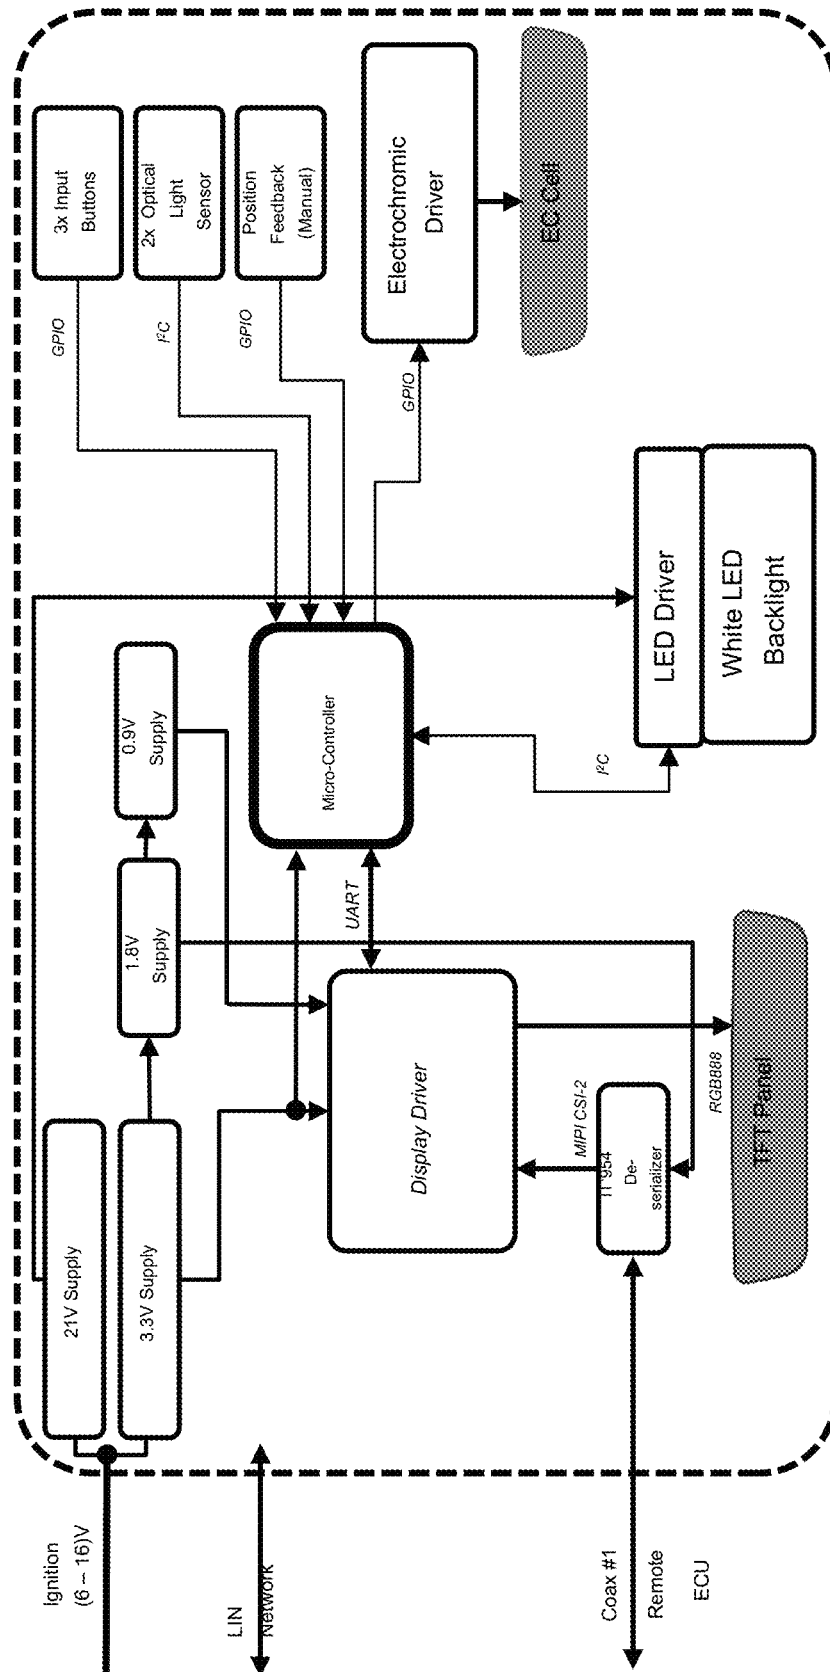 Ignition
(6 – 16)V
LIN
Network
Coax #1
Remote
ECU
21V Supply
3.3V Supply
1.8V
Supply
0.9V
Supply
3x Input
Buttons
GPIO
2x Optical
Light
Sensor
I²C
Position
Feedback
(Manual)
GPIO
Electrochromic
Driver
GPIO
EC Cell
Micro-Controller
UART
Display Driver
MIPI CSI-2
De-
serializer
RGB888
TFT Panel
I²C
LED Driver
White LED
Backlight